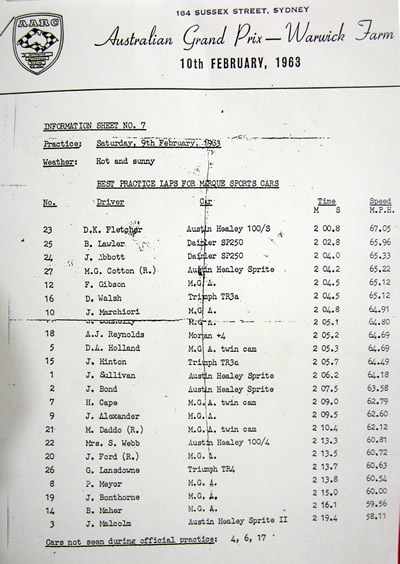 184 SUSSEX STREET, SYDNEY
AARC
Australian Grand Prix — Warwick Farm
10th FEBRUARY, 1963
INFORMATION SHEET NO. 7
Practice: Saturday, 9th February, 1963
Weather: Hot and sunny
BEST PRACTICE LAPS FOR MARQUE SPORTS CARS
No. Driver Car Time Speed
M S M.P.H.
23 D.K. Fletcher Austin Healey 100/S 2 00.8 67.05
25 B. Lawler Daimler SP250 2 02.8 65.96
24 J. Abbott Daimler SP250 2 04.0 65.33
27 M.G. Cotton (R.) Austin Healey Sprite 2 04.2 65.22
12 F. Gibson M.G. A. 2 04.5 65.12
16 D. Walsh Triumph TR3a 2 04.5 65.12
10 J. Marchiori M.G. A. 2 04.8 64.91
M.G. A. 2 05.1 64.80
18 A.J. Reynolds Morgan +4 2 05.2 64.69
5 D.A. Holland M.G. A. twin cam 2 05.3 64.69
15 J. Hinton Triumph TR3a 2 05.7 64.49
1 J. Sullivan Austin Healey Sprite 2 06.2 64.18
2 J. Bond Austin Healey Sprite 2 07.5 63.58
7 H. Cape M.G. A. twin cam 2 09.0 62.79
9 J. Alexander M.G. A. 2 09.5 62.60
21 M. Daddo (R.) M.G. A. twin cam 2 10.4 62.12
22 Mrs. S. Webb Austin Healey 100/4 2 13.3 60.81
20 J. Ford (R.) M.G. A. 2 13.5 60.72
26 G. Lansdowne Triumph TR4 2 13.7 60.63
8 P. Meyer M.G. A. 2 13.8 60.54
19 J. Bonthorne M.G. A. 2 15.0 60.00
14 B. Maher M.G. A. 2 16.1 59.56
3 J. Malcolm Austin Healey Sprite II 2 19.4 58.11
Cars not seen during official practice: 4, 6, 17